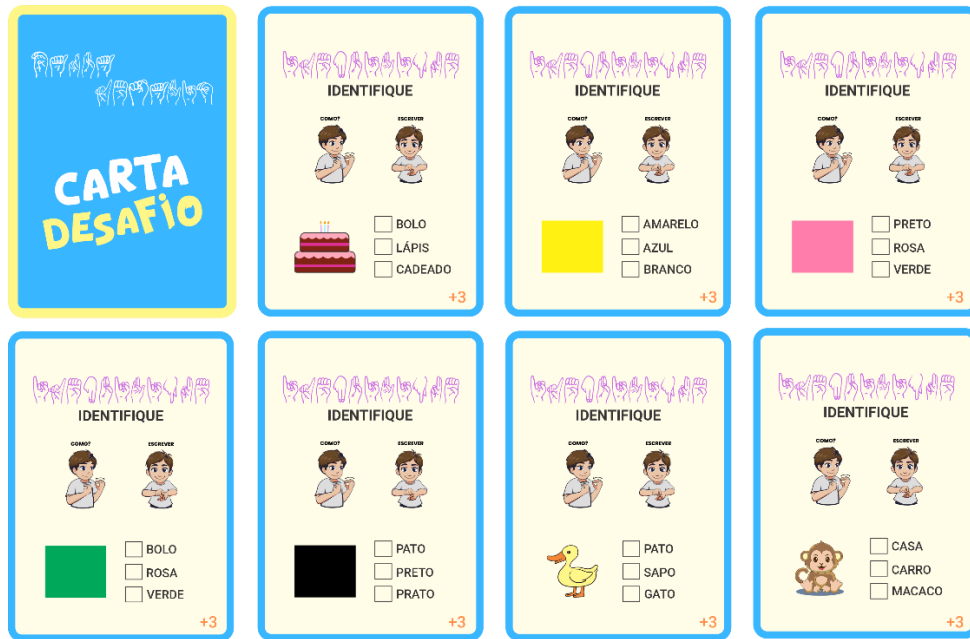 CARTA
DESAFIO
IDENTIFIQUE
COMO? ESCREVER
BOLO
LÁPIS
CADEADO
+3
IDENTIFIQUE
COMO? ESCREVER
AMARELO
AZUL
BRANCO
+3
IDENTIFIQUE
COMO? ESCREVER
PRETO
ROSA
VERDE
+3
IDENTIFIQUE
COMO? ESCREVER
BOLO
ROSA
VERDE
+3
IDENTIFIQUE
COMO? ESCREVER
PATO
PRETO
PRATO
+3
IDENTIFIQUE
COMO? ESCREVER
PATO
SAPO
GATO
+3
IDENTIFIQUE
COMO? ESCREVER
CASA
CARRO
MACACO
+3